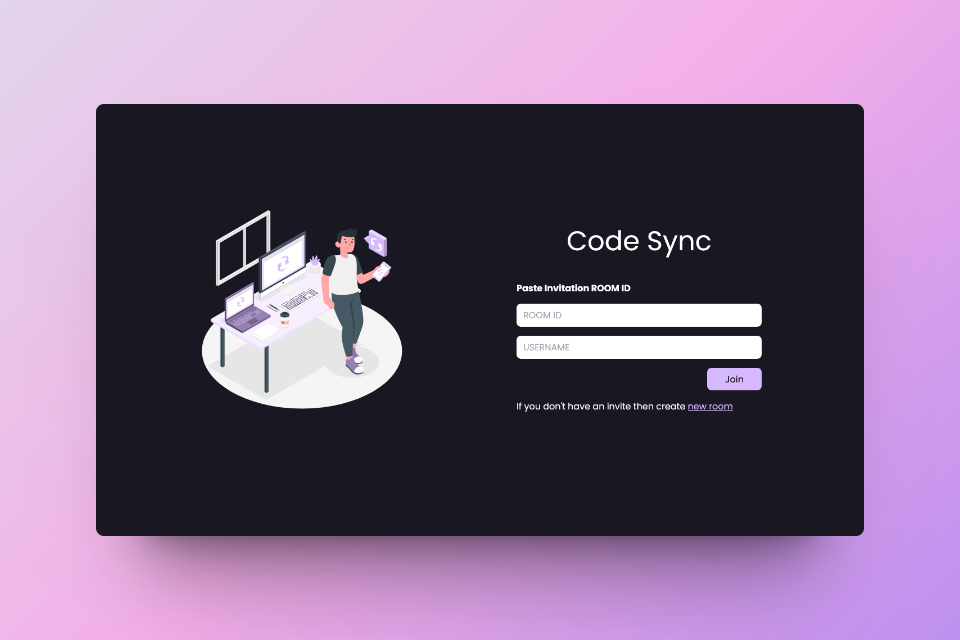 Code Sync
Paste Invitation ROOM ID
ROOM ID
USERNAME
Join
If you don't have an invite then create new room